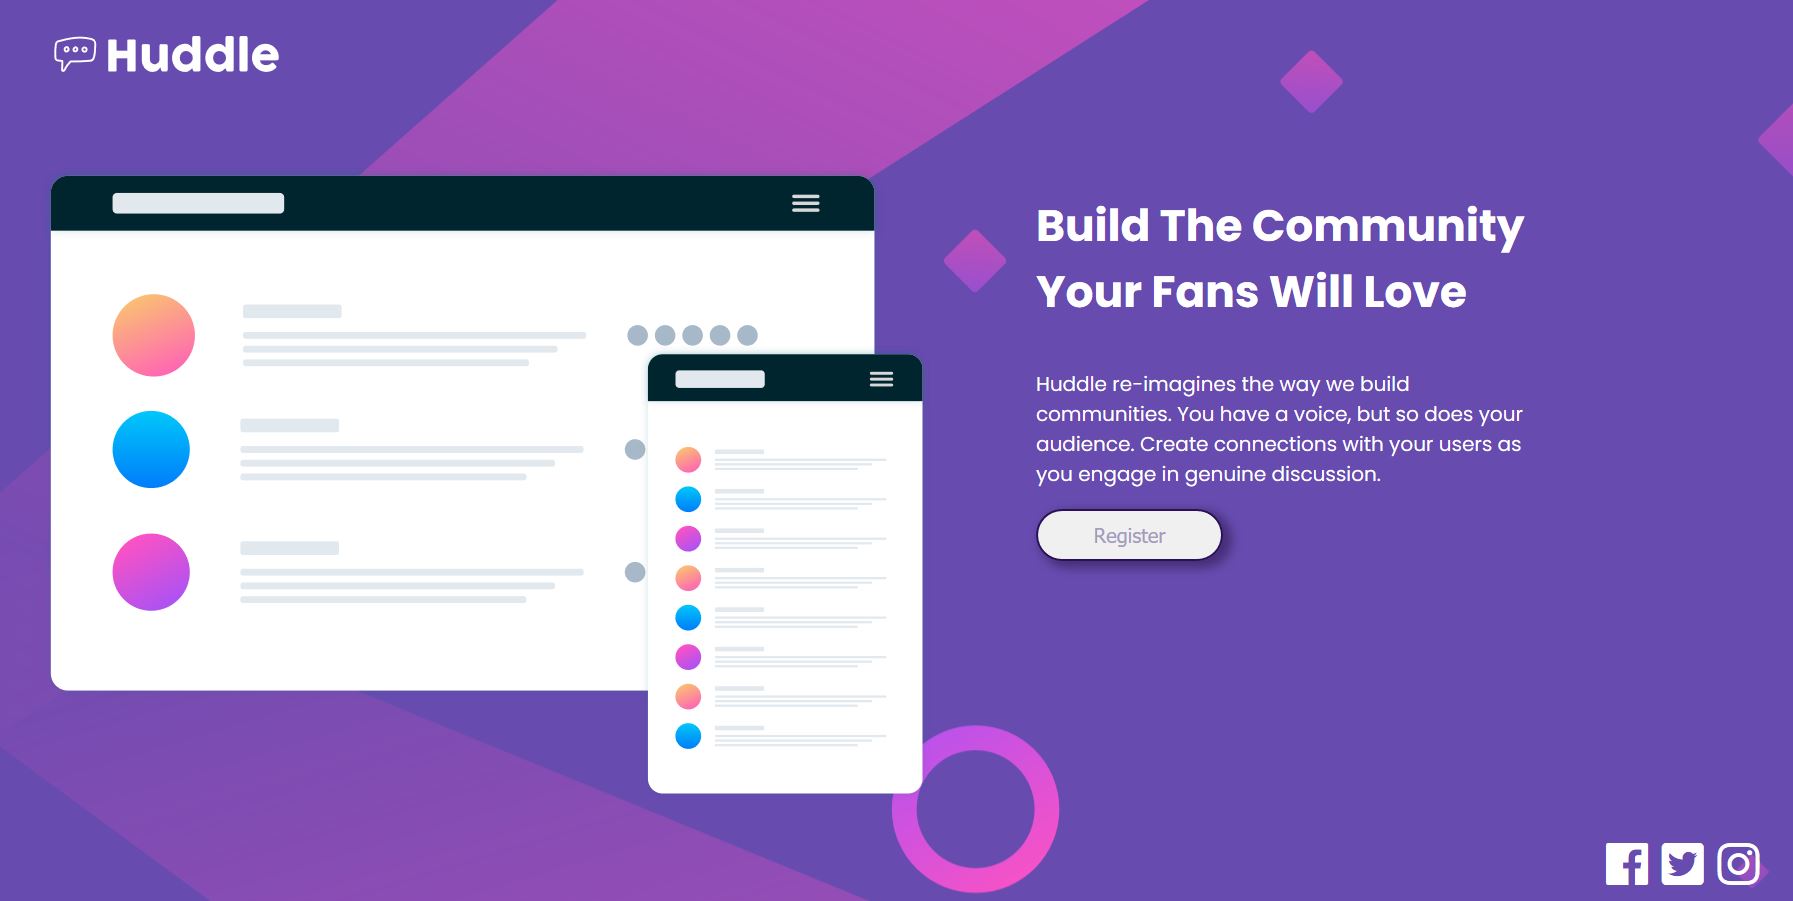 Huddle
Build The Community
Your Fans Will Love
Huddle re-imagines the way we build
communities. You have a voice, but so does your
audience. Create connections with your users as
you engage in genuine discussion.
Register